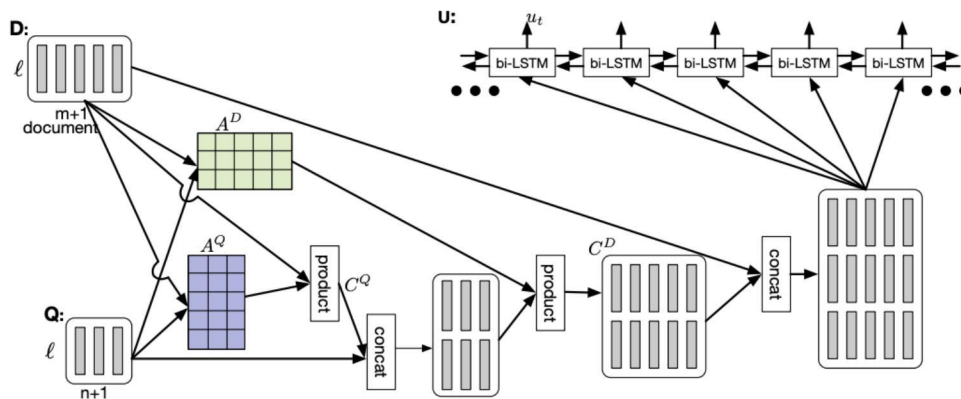 D:
U:
u_t
bi-LSTM bi-LSTM bi-LSTM bi-LSTM bi-LSTM
ℓ
m+1
document
A^D
A^Q
product
C^Q
product
C^D
concat
Q:
ℓ
concat
n+1